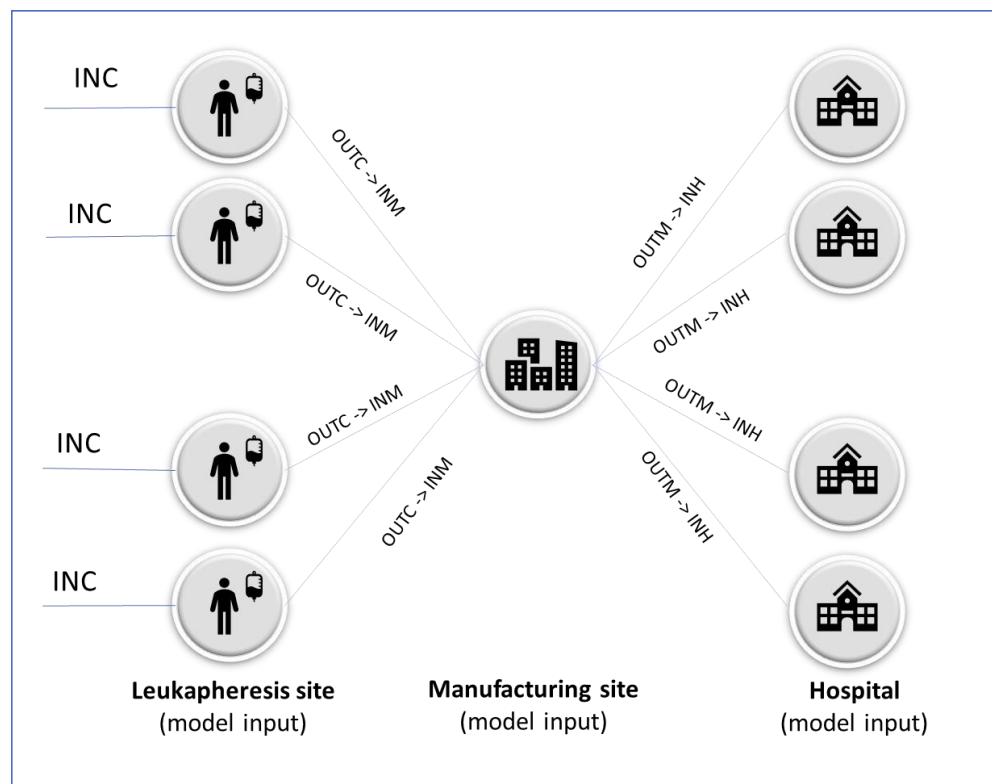 INC
INC
INC
INC
OUTC -> INM
OUTC -> INM
OUTC -> INM
OUTC -> INM
OUTM -> INH
OUTM -> INH
OUTM -> INH
OUTM -> INH
Leukapheresis site
(model input)
Manufacturing site
(model input)
Hospital
(model input)